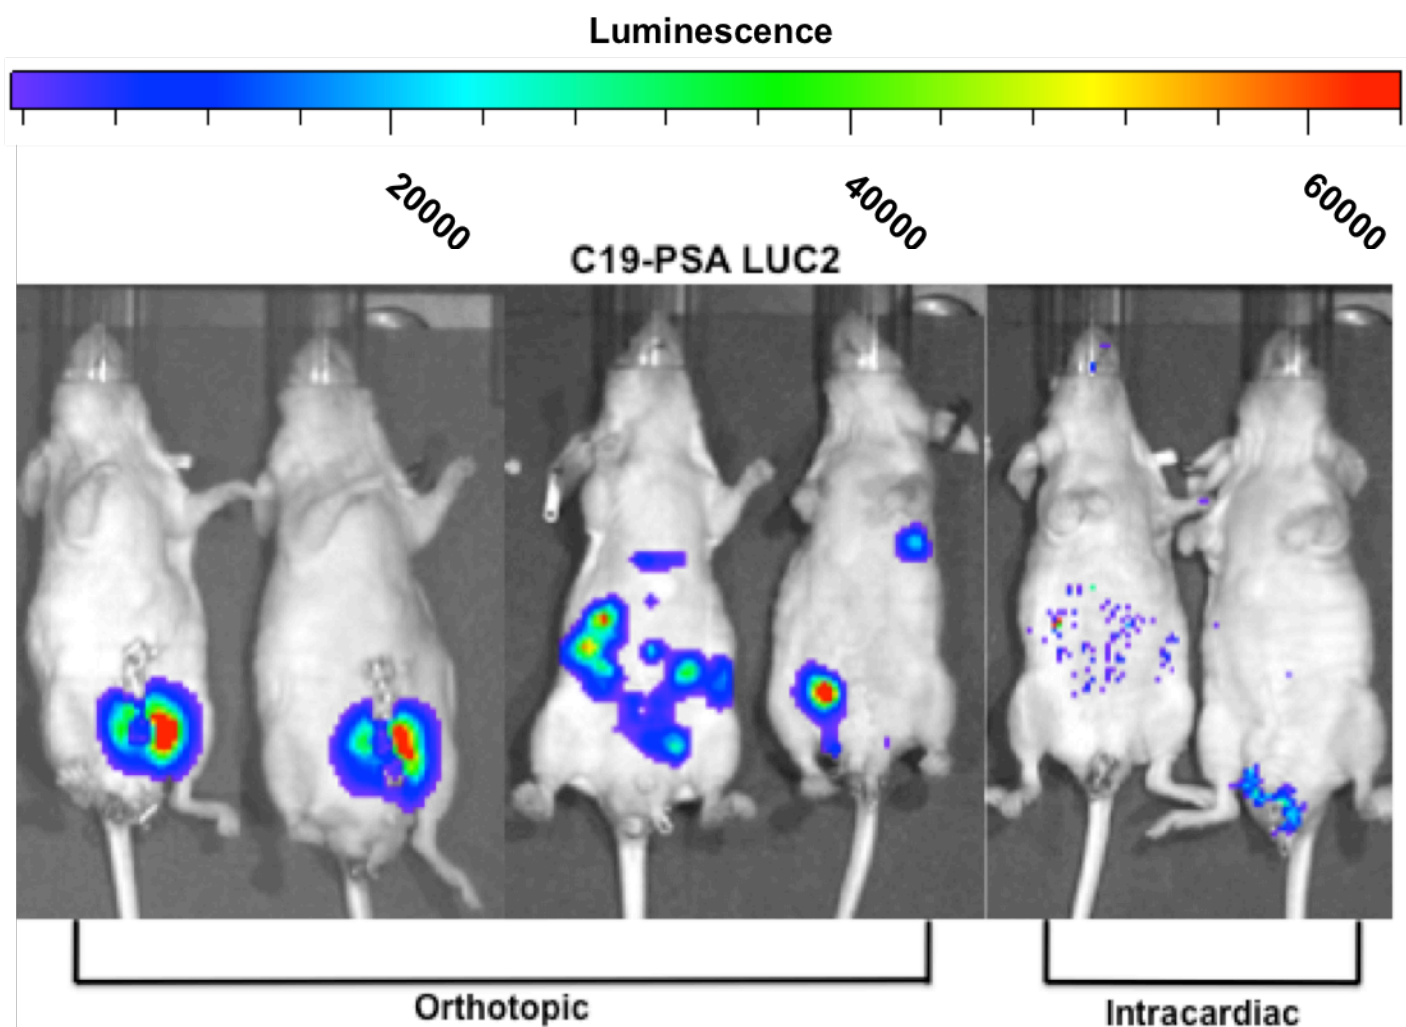 Luminescence
20000
40000
60000
C19-PSA LUC2
Orthotopic
Intracardiac